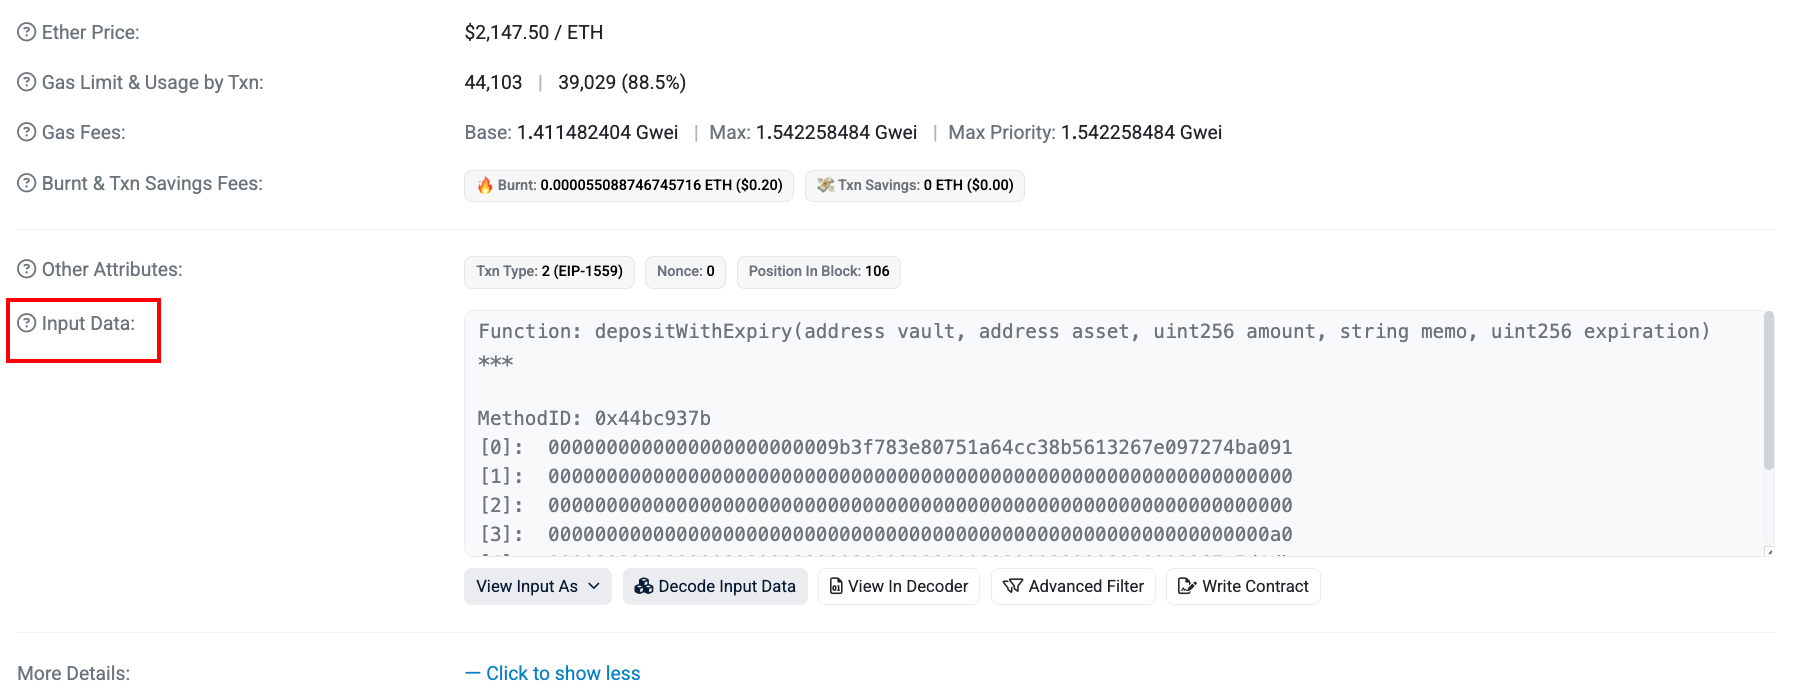 Ether Price: $2,147.50 / ETH
Gas Limit & Usage by Txn: 44,103 | 39,029 (88.5%)
Gas Fees: Base: 1.411482404 Gwei | Max: 1.542258484 Gwei | Max Priority: 1.542258484 Gwei
Burnt & Txn Savings Fees: 🔥 Burnt: 0.000055088746745716 ETH ($0.20) 💸 Txn Savings: 0 ETH ($0.00)
Other Attributes: Txn Type: 2 (EIP-1559) Nonce: 0 Position In Block: 106
Input Data:
Function: depositWithExpiry(address vault, address asset, uint256 amount, string memo, uint256 expiration)
***
MethodID: 0x44bc937b
[0]: 0000000000000000000000009b3f783e80751a64cc38b5613267e097274ba091
[1]: 0000000000000000000000000000000000000000000000000000000000000000
[2]: 0000000000000000000000000000000000000000000000000000000000000000
[3]: 00000000000000000000000000000000000000000000000000000000000000a0
View Input As Decode Input Data View In Decoder Advanced Filter Write Contract
More Details: — Click to show less